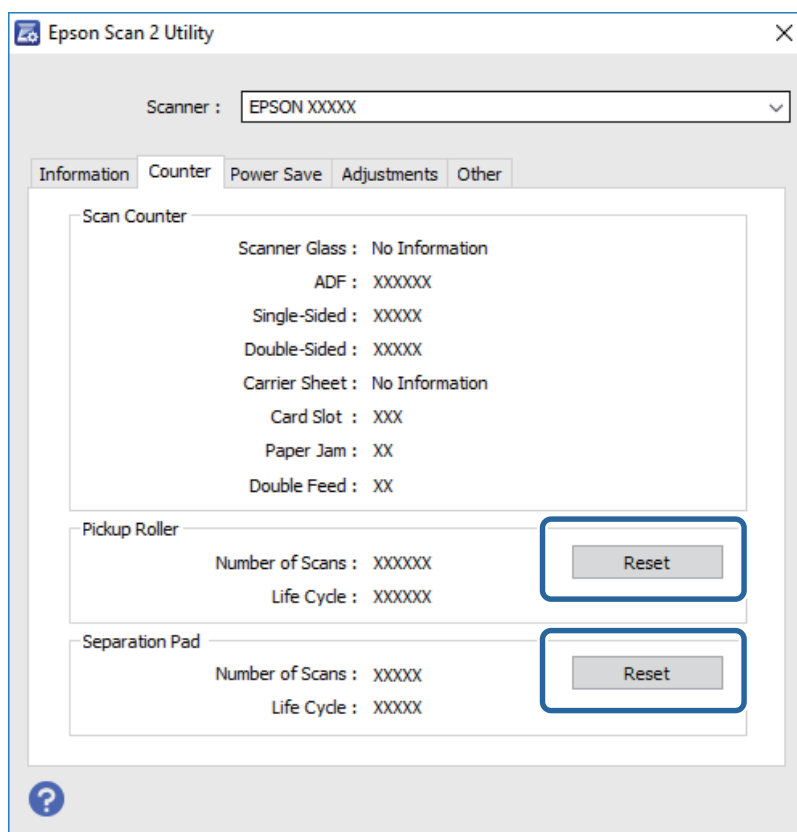 Epson Scan 2 Utility
Scanner : EPSON XXXXX
Information Counter Power Save Adjustments Other
Scan Counter
Scanner Glass : No Information
ADF : XXXXXX
Single-Sided : XXXXX
Double-Sided : XXXXX
Carrier Sheet : No Information
Card Slot : XXX
Paper Jam : XX
Double Feed : XX
Pickup Roller
Number of Scans : XXXXXX Reset
Life Cycle : XXXXXX
Separation Pad
Number of Scans : XXXXX Reset
Life Cycle : XXXXX
?